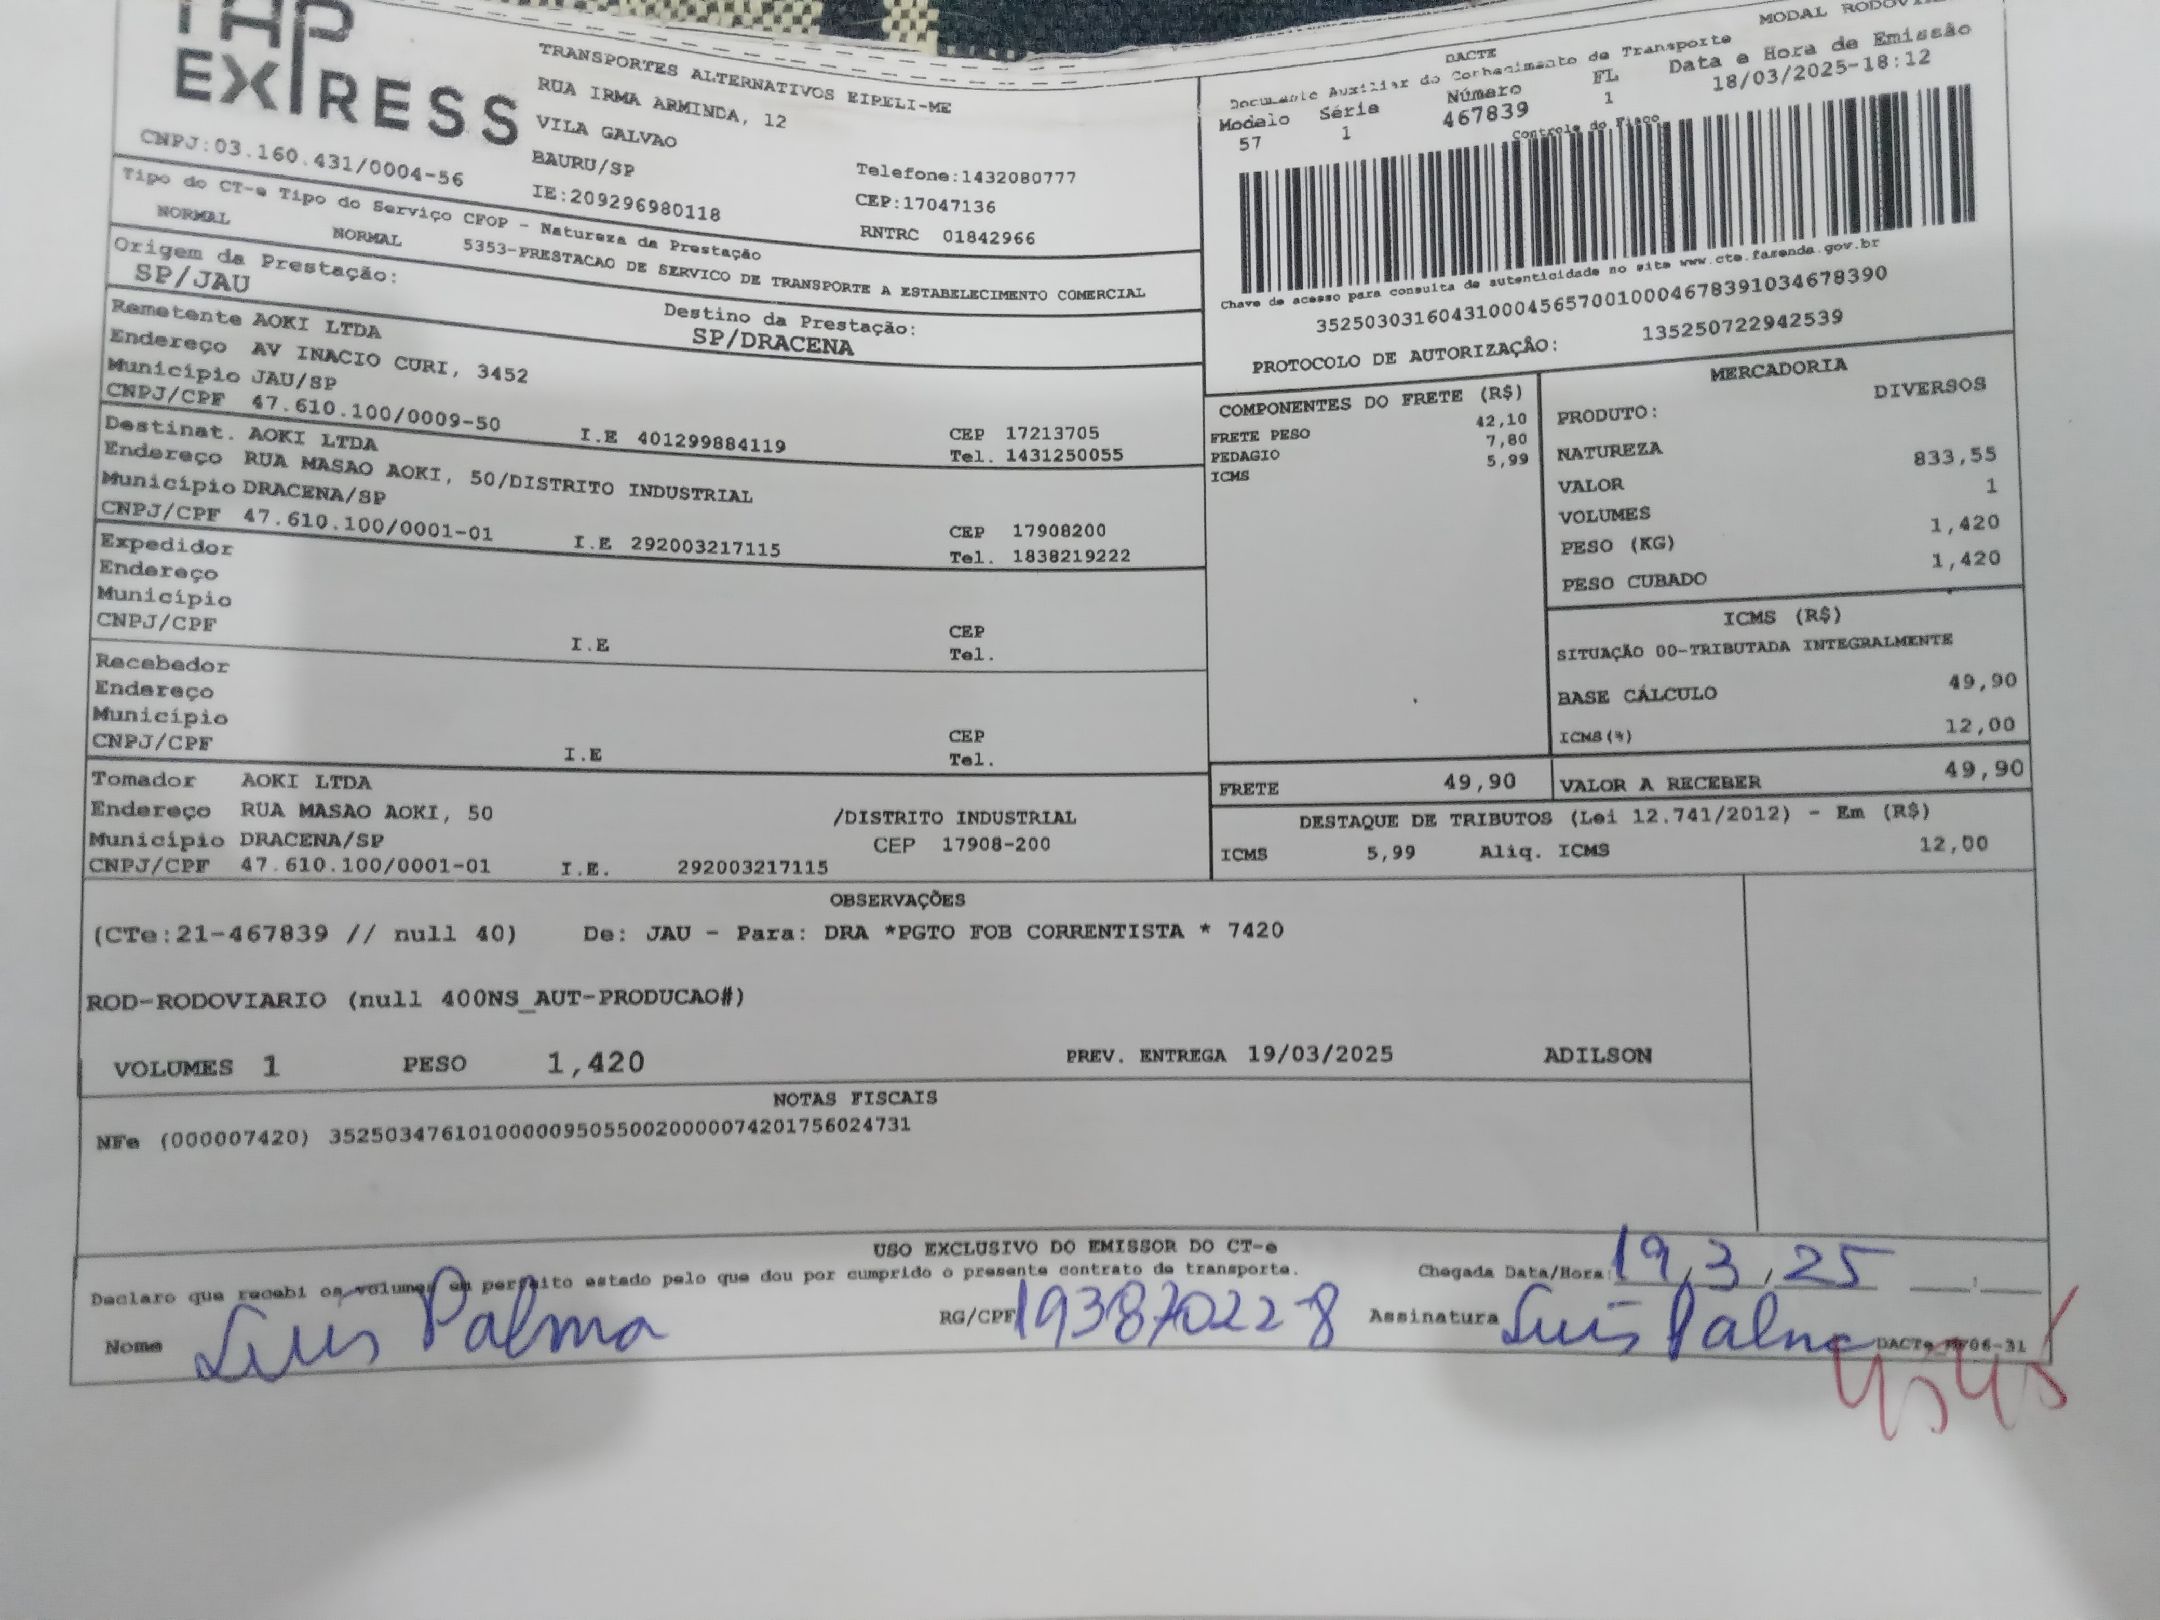 TAP
EXPRESS
CNPJ:03.160.431/0004-56
TRANSPORTES ALTERNATIVOS EIPELI-ME
RUA IRMA ARMINDA, 12
VILA GALVAO
BAURU/SP
IE:209296980118
Telefone:1432080777
CEP:17047136
RNTRC 01842966
DACTE
Documento Auxiliar do Conhecimento de Transporte
Modelo Série Número FL
57 1 467839 1
Data e Hora de Emissão
18/03/2025-18:12
Controle do Fisco
Chave de acesso para consulta de autenticidade no site www.cte.fazenda.gov.br
35250303160431000456570010004678391034678390
PROTOCOLO DE AUTORIZAÇÃO: 135250722942539
Tipo do CT-e Tipo do Serviço CFOP - Natureza da Prestação
NORMAL NORMAL 5353-PRESTACAO DE SERVICO DE TRANSPORTE A ESTABELECIMENTO COMERCIAL
Origem da Prestação:
SP/JAU
Destino da Prestação:
SP/DRACENA
Remetente AOKI LTDA
Endereço AV INACIO CURI, 3452
Município JAU/SP
CNPJ/CPF 47.610.100/0009-50 I.E 401299884119
CEP 17213705
Tel. 1431250055
Destinat. AOKI LTDA
Endereço RUA MASAO AOKI, 50/DISTRITO INDUSTRIAL
Município DRACENA/SP
CNPJ/CPF 47.610.100/0001-01 I.E 292003217115
CEP 17908200
Tel. 1838219222
Expedidor
Endereço
Município
CNPJ/CPF I.E
CEP
Tel.
Recebedor
Endereço
Município
CNPJ/CPF I.E
CEP
Tel.
Tomador AOKI LTDA
Endereço RUA MASAO AOKI, 50 /DISTRITO INDUSTRIAL
Município DRACENA/SP CEP 17908-200
CNPJ/CPF 47.610.100/0001-01 I.E. 292003217115
COMPONENTES DO FRETE (R$)
FRETE PESO 42,10
PEDAGIO 7,80
ICMS 5,99
MERCADORIA
PRODUTO: DIVERSOS
NATUREZA
VALOR 833,55
VOLUMES 1
PESO (KG) 1,420
PESO CUBADO 1,420
ICMS (R$)
SITUAÇÃO 00-TRIBUTADA INTEGRALMENTE
BASE CÁLCULO 49,90
ICMS(%) 12,00
FRETE 49,90 VALOR A RECEBER 49,90
DESTAQUE DE TRIBUTOS (Lei 12.741/2012) - Em (R$)
ICMS 5,99 Aliq. ICMS 12,00
OBSERVAÇÕES
(CTe:21-467839 // null 40) De: JAU - Para: DRA *PGTO FOB CORRENTISTA * 7420
ROD-RODOVIARIO (null 400NS_AUT-PRODUCAO#)
VOLUMES 1 PESO 1,420 PREV. ENTREGA 19/03/2025 ADILSON
NOTAS FISCAIS
NFe (000007420) 35250347610100000950550020000074201756024731
USO EXCLUSIVO DO EMISSOR DO CT-e
Declaro que recebi os volumes em perfeito estado pelo que dou por cumprido o presente contrato de transporte. Chegada Data/Hora: 19,3,25
Nome Luis Palma RG/CPF 19387022-8 Assinatura Luis Palma